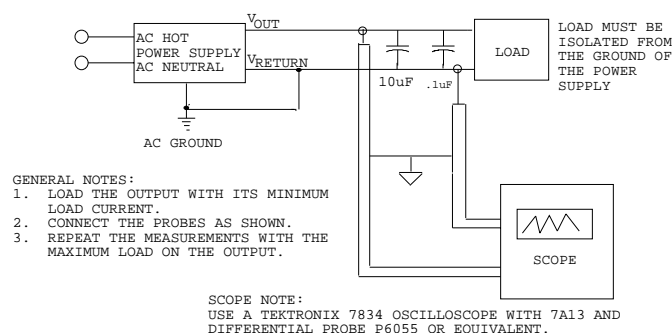 V_OUT
AC HOT
POWER SUPPLY
AC NEUTRAL
V_RETURN
LOAD
LOAD MUST BE
ISOLATED FROM
THE GROUND OF
THE POWER
SUPPLY
10uF
.1uF
AC GROUND
GENERAL NOTES:
1. LOAD THE OUTPUT WITH ITS MINIMUM
LOAD CURRENT.
2. CONNECT THE PROBES AS SHOWN.
3. REPEAT THE MEASUREMENTS WITH THE
MAXIMUM LOAD ON THE OUTPUT.
SCOPE
SCOPE NOTE:
USE A TEKTRONIX 7834 OSCILLOSCOPE WITH 7A13 AND
DIFFERENTIAL PROBE P6055 OR EQUIVALENT.